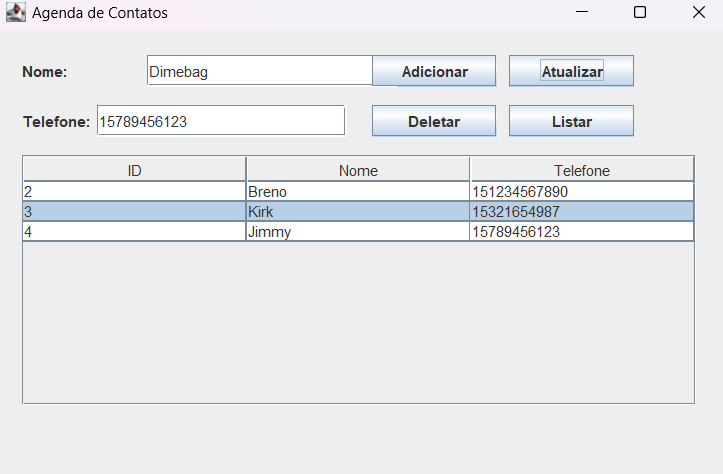 Agenda de Contatos
Nome: Dimebag Adicionar Atualizar
Telefone: 15789456123 Deletar Listar
ID Nome Telefone
2 Breno 151234567890
3 Kirk 15321654987
4 Jimmy 15789456123